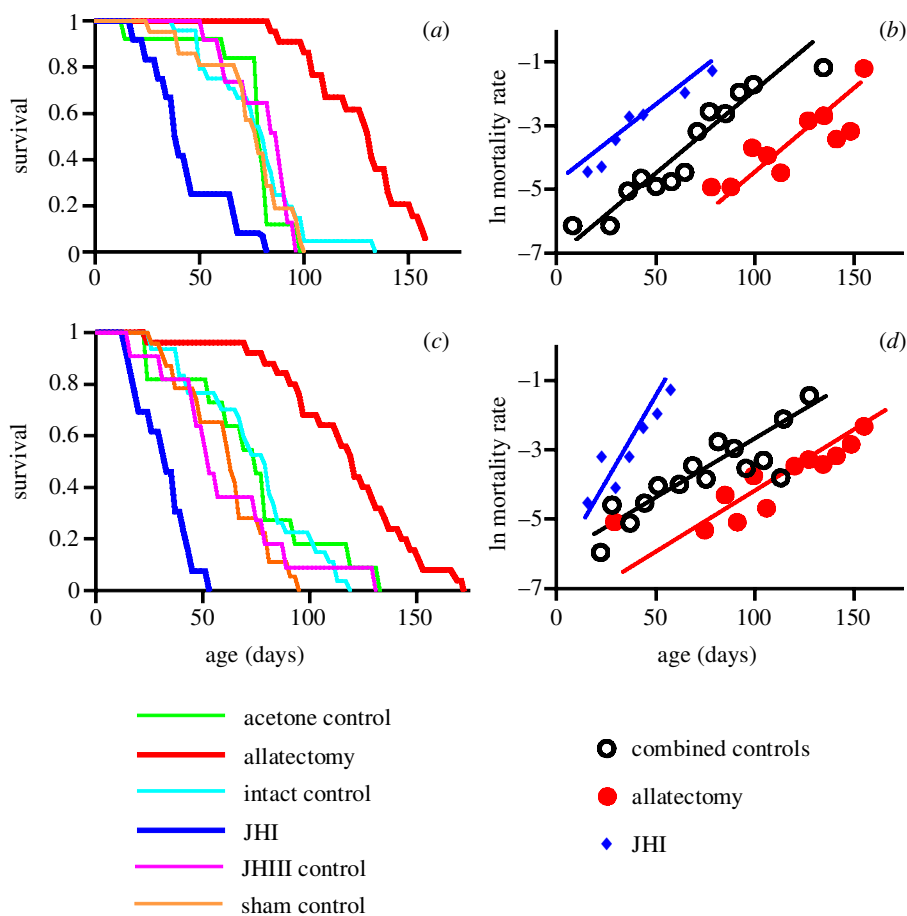 (a)
1
0.8
0.6
0.4
0.2
0
survival
0 50 100 150
(b)
−1
−3
−5
−7
ln mortality rate
0 50 100 150
(c)
1
0.8
0.6
0.4
0.2
0
survival
0 50 100 150
age (days)
(d)
−1
−3
−5
−7
ln mortality rate
0 50 100 150
age (days)
acetone control
allatectomy
intact control
JHI
JHIII control
sham control
combined controls
allatectomy
JHI